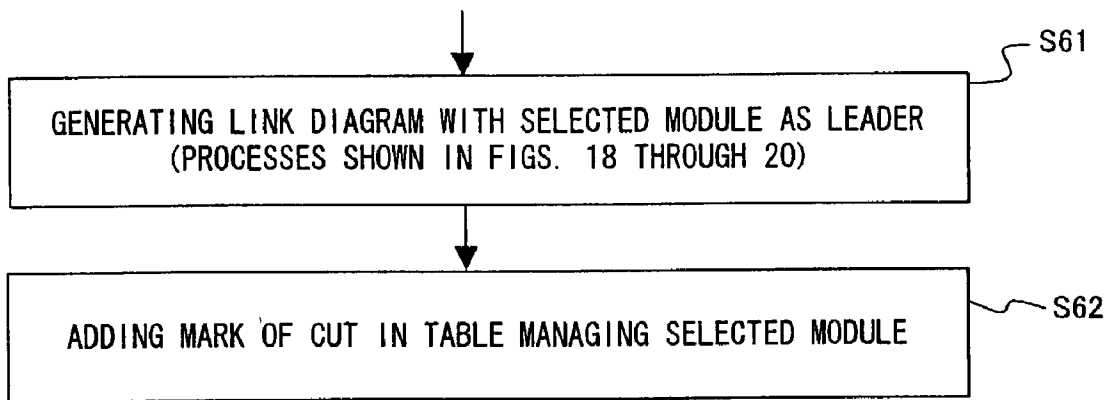 S61
GENERATING LINK DIAGRAM WITH SELECTED MODULE AS LEADER
(PROCESSES SHOWN IN FIGS. 18 THROUGH 20)
S62
ADDING MARK OF CUT IN TABLE MANAGING SELECTED MODULE